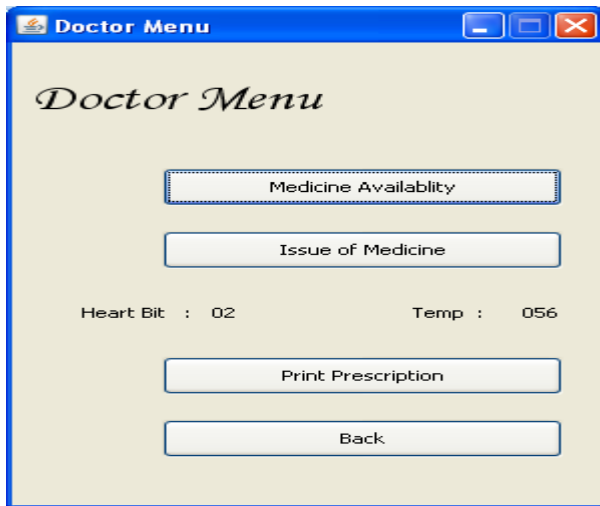 Doctor Menu
Doctor Menu
Medicine Availablity
Issue of Medicine
Heart Bit : 02 Temp : 056
Print Prescription
Back